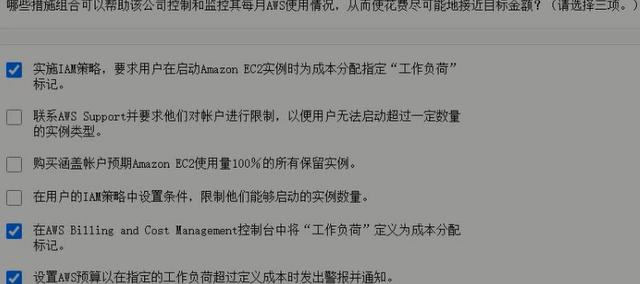 哪些措施组合可以帮助该公司控制和监控其每月AWS使用情况，从而使花费尽可能地接近目标金额？（请选择三项。）
实施IAM策略，要求用户在启动Amazon EC2实例时为成本分配指定“工作负荷”
标记。
联系AWS Support并要求他们对帐户进行限制，以便用户无法启动超过一定数量
的实例类型。
购买涵盖帐户预期Amazon EC2使用量100%的所有保留实例。
在用户的IAM策略中设置条件，限制他们能够启动的实例数量。
在AWS Billing and Cost Management控制台中将“工作负荷”定义为成本分配
标记。
设置AWS预算以在指定的工作负荷超过定义成本时发出警报并通知。